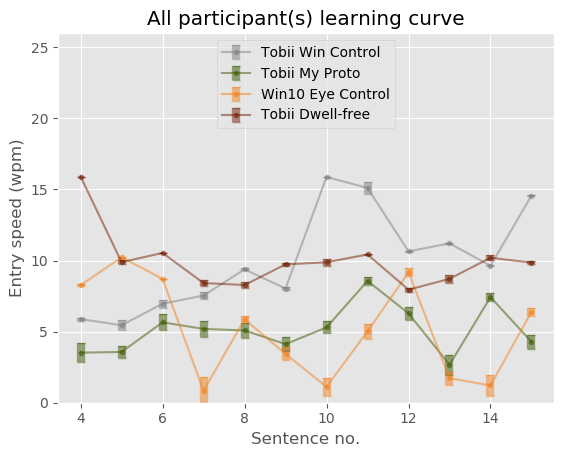 All participant(s) learning curve
Tobii Win Control
Tobii My Proto
Win10 Eye Control
Tobii Dwell-free
Entry speed (wpm)
25
20
15
10
5
0
4 6 8 10 12 14
Sentence no.